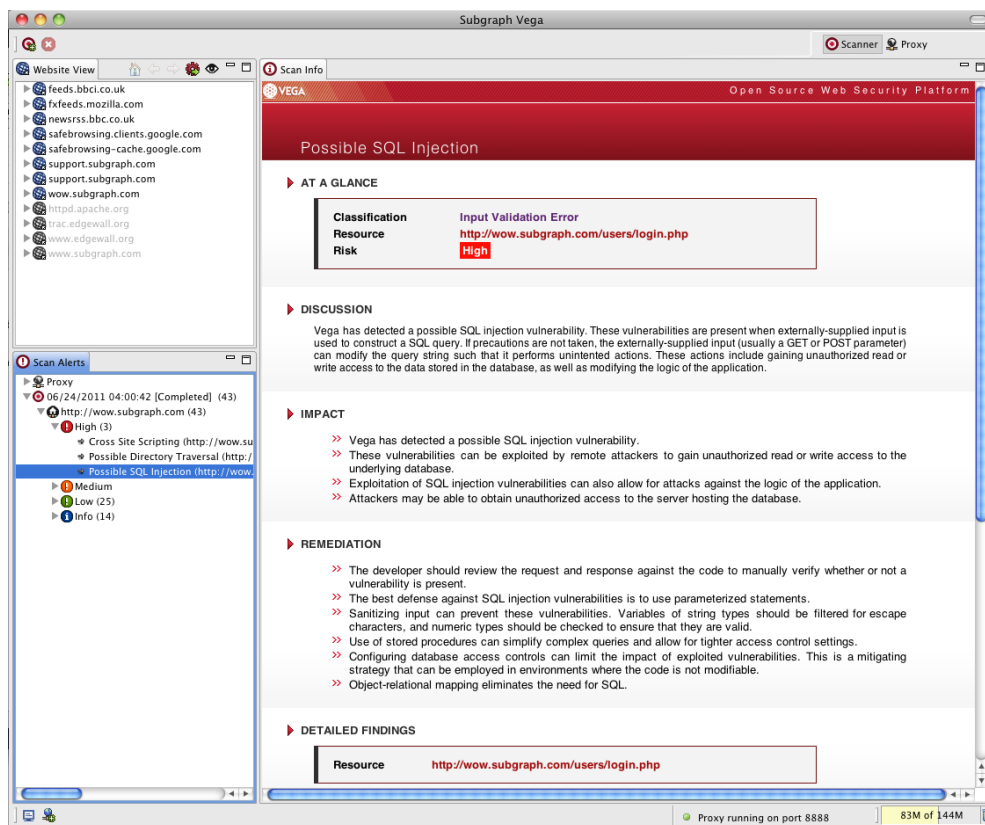 Subgraph Vega
Scanner Proxy
Website View
feeds.bbci.co.uk
fxfeeds.mozilla.com
newsrss.bbc.co.uk
safebrowsing.clients.google.com
safebrowsing-cache.google.com
support.subgraph.com
support.subgraph.com
wow.subgraph.com
httpd.apache.org
trac.edgewall.org
www.edgewall.org
www.subgraph.com
Scan Alerts
Proxy
06/24/2011 04:00:42 [Completed] (43)
http://wow.subgraph.com (43)
High (3)
Cross Site Scripting (http://wow.su
Possible Directory Traversal (http:/
Possible SQL Injection (http://wow.
Medium
Low (25)
Info (14)
Scan Info
VEGA
Open Source Web Security Platform
Possible SQL Injection
AT A GLANCE
Classification Input Validation Error
Resource http://wow.subgraph.com/users/login.php
Risk High
DISCUSSION
Vega has detected a possible SQL injection vulnerability. These vulnerabilities are present when externally-supplied input is
used to construct a SQL query. If precautions are not taken, the externally-supplied input (usually a GET or POST parameter)
can modify the query string such that it performs unintended actions. These actions include gaining unauthorized read or
write access to the data stored in the database, as well as modifying the logic of the application.
IMPACT
Vega has detected a possible SQL injection vulnerability.
These vulnerabilities can be exploited by remote attackers to gain unauthorized read or write access to the
underlying database.
Exploitation of SQL injection vulnerabilities can also allow for attacks against the logic of the application.
Attackers may be able to obtain unauthorized access to the server hosting the database.
REMEDIATION
The developer should review the request and response against the code to manually verify whether or not a
vulnerability is present.
The best defense against SQL injection vulnerabilities is to use parameterized statements.
Sanitizing input can prevent these vulnerabilities. Variables of string types should be filtered for escape
characters, and numeric types should be checked to ensure that they are valid.
Use of stored procedures can simplify complex queries and allow for tighter access control settings.
Configuring database access controls can limit the impact of exploited vulnerabilities. This is a mitigating
strategy that can be employed in environments where the code is not modifiable.
Object-relational mapping eliminates the need for SQL.
DETAILED FINDINGS
Resource http://wow.subgraph.com/users/login.php
Proxy running on port 8888
83M of 144M